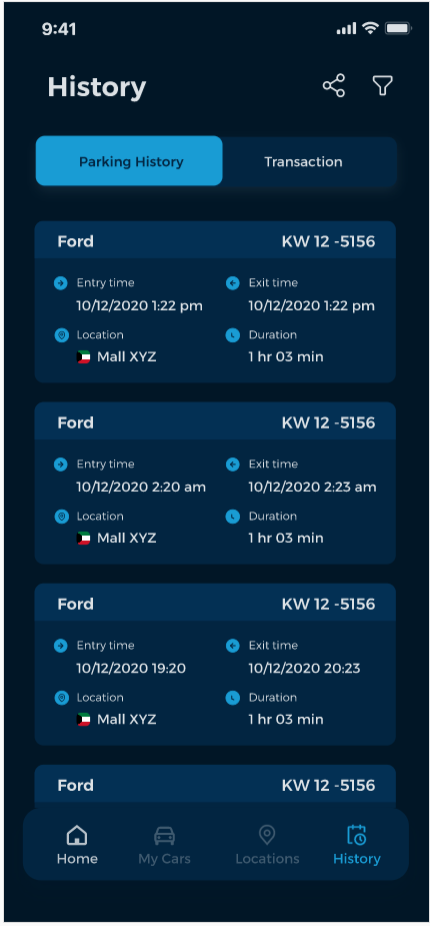 9:41
History
Parking History Transaction
Ford KW 12 -5156
Entry time Exit time
10/12/2020 1:22 pm 10/12/2020 1:22 pm
Location Duration
Mall XYZ 1 hr 03 min
Ford KW 12 -5156
Entry time Exit time
10/12/2020 2:20 am 10/12/2020 2:23 am
Location Duration
Mall XYZ 1 hr 03 min
Ford KW 12 -5156
Entry time Exit time
10/12/2020 19:20 10/12/2020 20:23
Location Duration
Mall XYZ 1 hr 03 min
Ford KW 12 -5156
Home My Cars Locations History